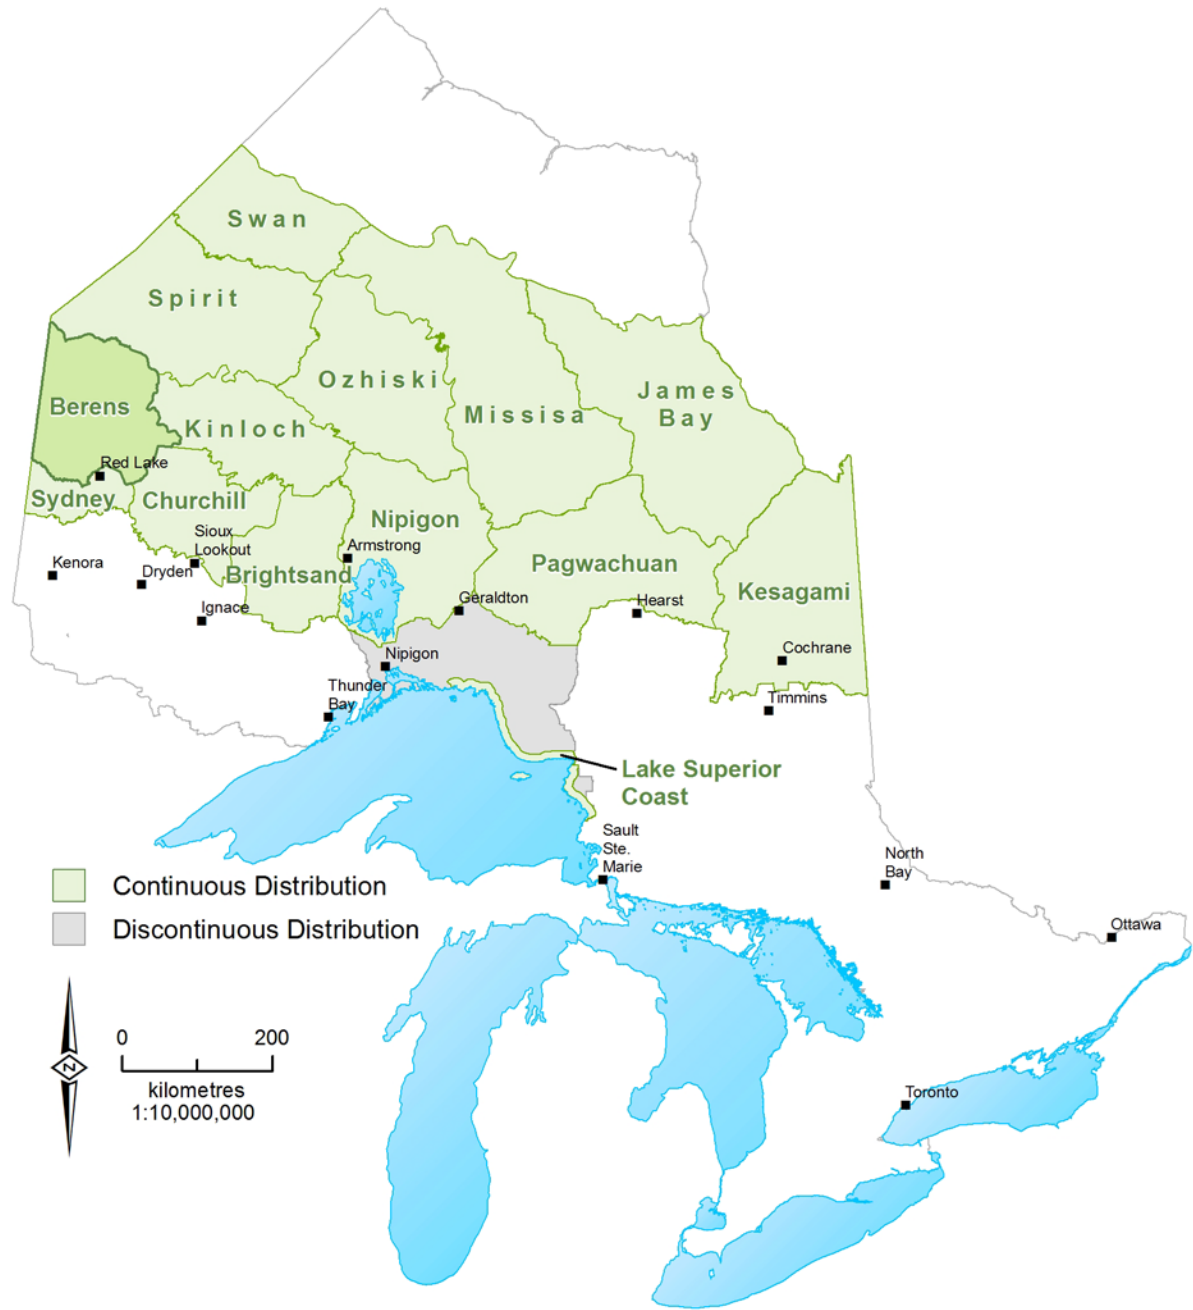 Swan
Spirit
Berens
Ozhiski
James
Bay
Missisa
Kinloch
Red Lake
Sydney
Churchill
Nipigon
Sioux
Lookout
Armstrong
Kenora
Dryden
Brightsand
Pagwachuan
Kesagami
Ignace
Geraldton
Hearst
Nipigon
Cochrane
Thunder
Bay
Timmins
Lake Superior
Coast
Sault
Ste.
Marie
North
Bay
Continuous Distribution
Discontinuous Distribution
Ottawa
0 200
N
kilometres
1:10,000,000
Toronto